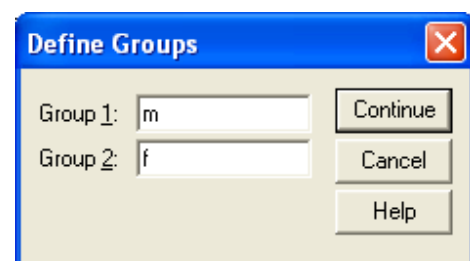 Define Groups
Group 1: m
Continue
Group 2: f
Cancel
Help